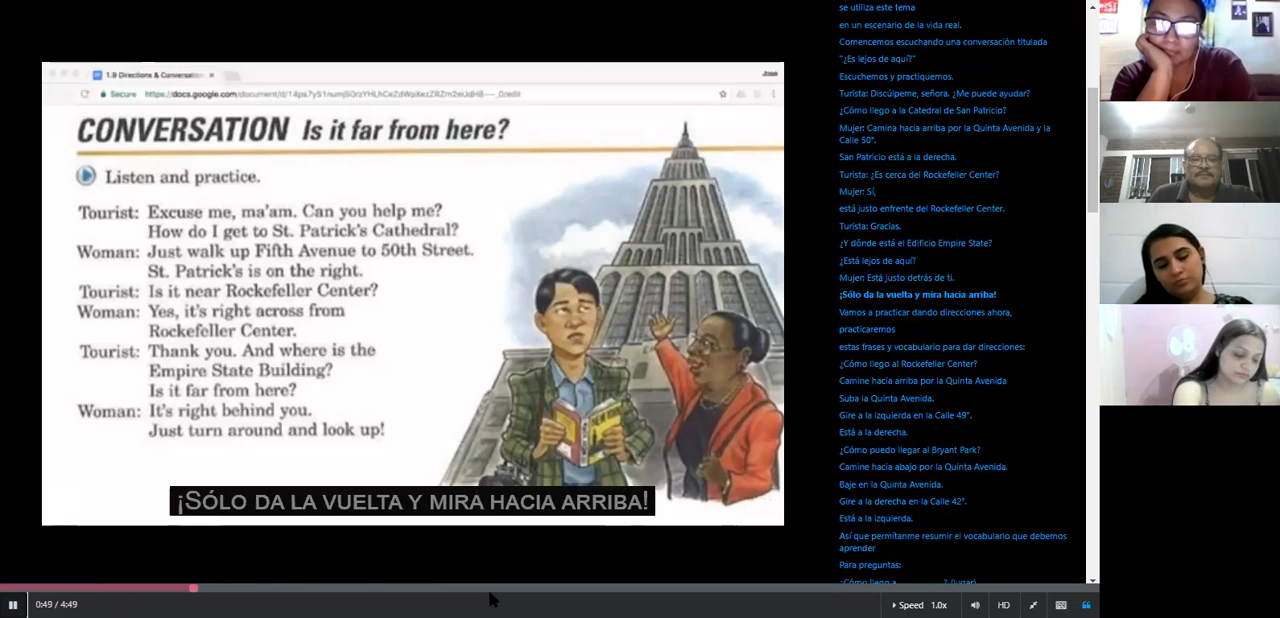 1.9 Directions & Conversation
Jose
Secure
CONVERSATION Is it far from here?
Listen and practice.
Tourist: Excuse me, ma'am. Can you help me?
How do I get to St. Patrick's Cathedral?
Woman: Just walk up Fifth Avenue to 50th Street.
St. Patrick's is on the right.
Tourist: Is it near Rockefeller Center?
Woman: Yes, it's right across from
Rockefeller Center.
Tourist: Thank you. And where is the
Empire State Building?
Is it far from here?
Woman: It's right behind you.
Just turn around and look up!
¡SÓLO DA LA VUELTA Y MIRA HACIA ARRIBA!
se utiliza este tema
en un escenario de la vida real.
Comencemos escuchando una conversación titulada
"¿Es lejos de aquí?"
Escuchemos y practiquemos.
Turista: Discúlpeme, señora. ¿Me puede ayudar?
¿Cómo llego a la Catedral de San Patricio?
Mujer: Camina hacia arriba por la Quinta Avenida y la
Calle 50°.
San Patricio está a la derecha.
Turista: ¿Es cerca del Rockefeller Center?
Mujer: Sí,
está justo enfrente del Rockefeller Center.
Turista: Gracias.
¿Y dónde está el Edificio Empire State?
¿Está lejos de aquí?
Mujer: Está justo detrás de ti.
¡Sólo da la vuelta y mira hacia arriba!
Vamos a practicar dando direcciones ahora,
practicaremos
estas frases y vocabulario para dar direcciones:
¿Cómo llego al Rockefeller Center?
Camine hacia arriba por la Quinta Avenida
Suba la Quinta Avenida.
Gire a la izquierda en la Calle 49°.
Está a la derecha.
¿Cómo puedo llegar al Bryant Park?
Camine hacia abajo por la Quinta Avenida.
Baje en la Quinta Avenida.
Gire a la derecha en la Calle 42°.
Está a la izquierda.
Así que permítanme resumir el vocabulario que debemos
aprender
Para preguntas:
¿Cómo llego a ________? (lugar)
0:49 / 4:49
Speed 1.0x
HD